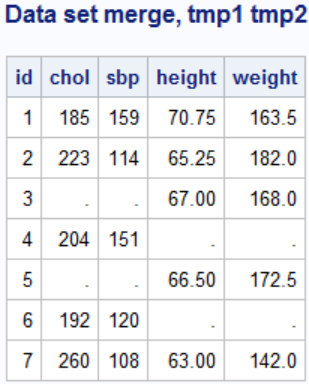 Data set merge, tmp1 tmp2
id chol sbp height weight
1 185 159 70.75 163.5
2 223 114 65.25 182.0
3 . . 67.00 168.0
4 204 151 . .
5 . . 66.50 172.5
6 192 120 . .
7 260 108 63.00 142.0